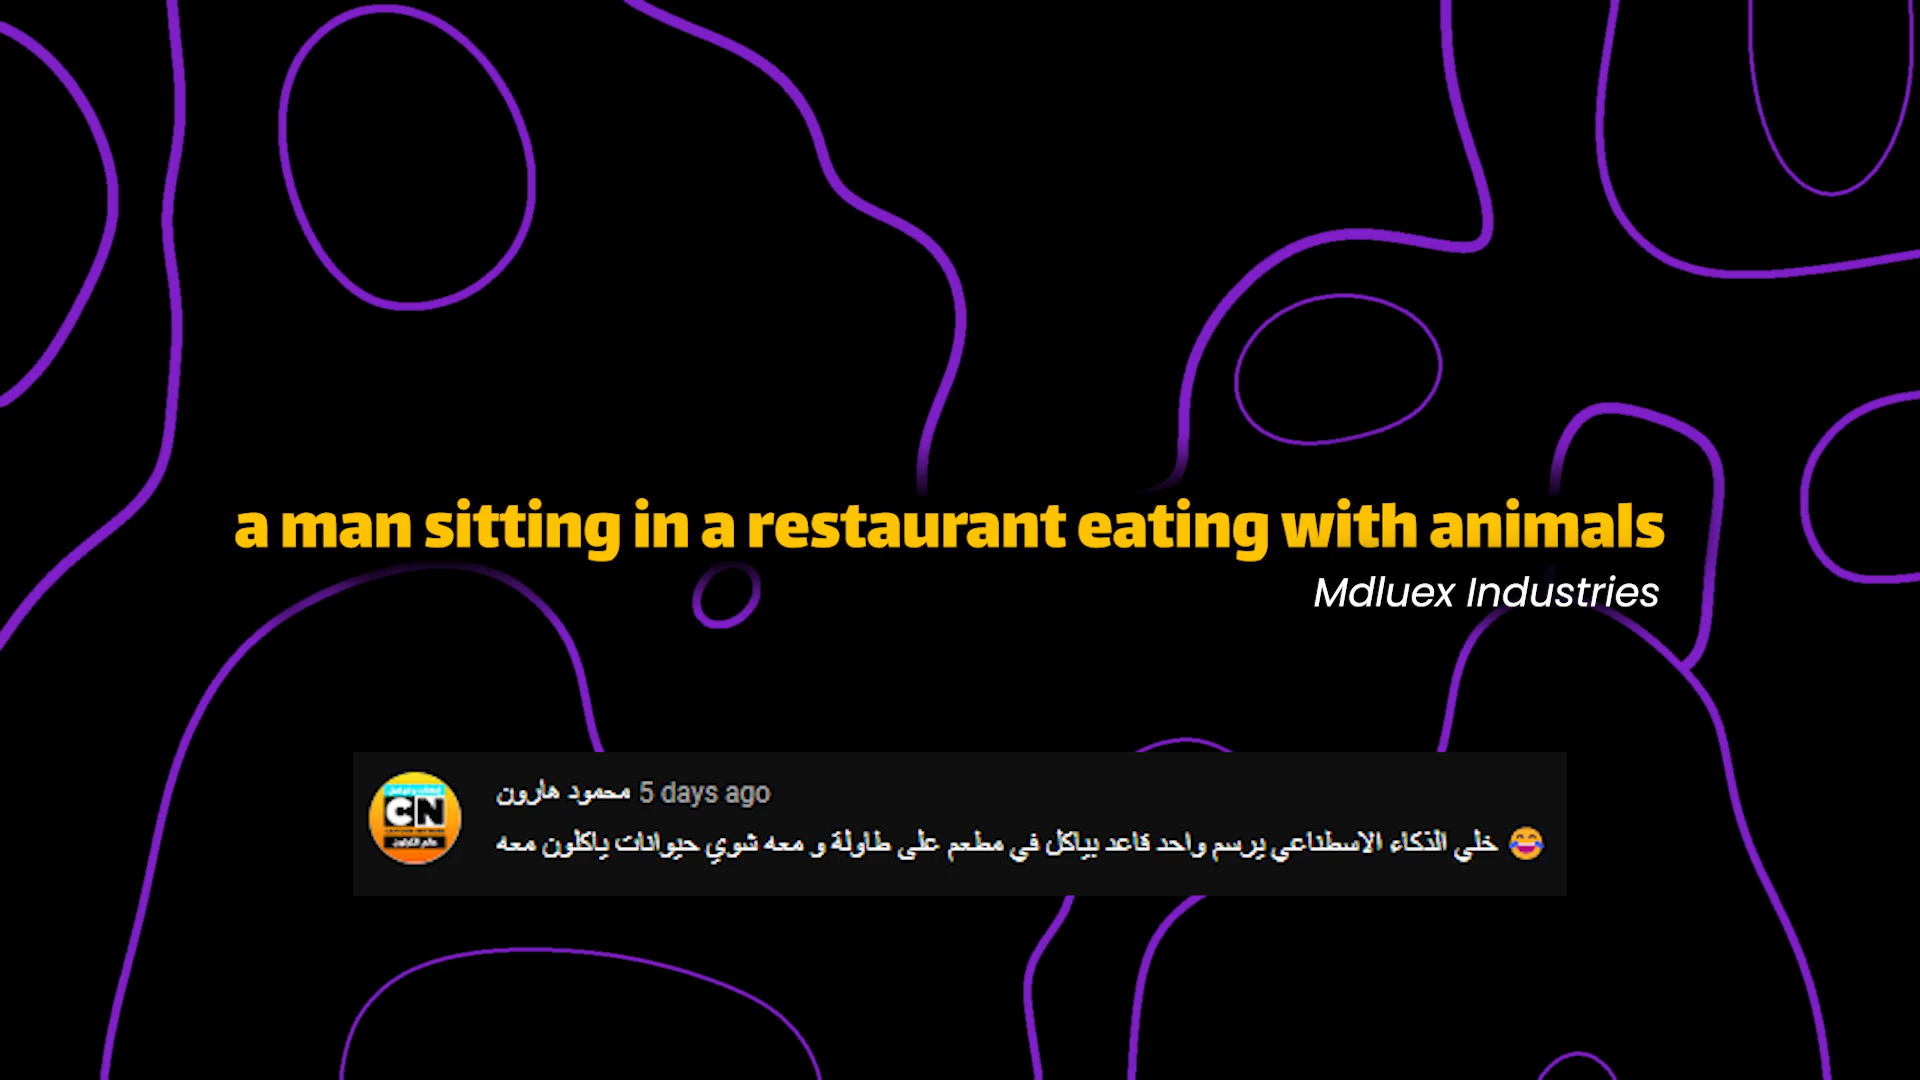 a man sitting in a restaurant eating with animals
Mdluex Industries
محمود هارون 5 days ago
خلي الذكاء الاسطناعي يرسم واحد قاعد بياكل في مطعم على طاولة و معه شوي حيوانات ياكلون معه 😂
CN